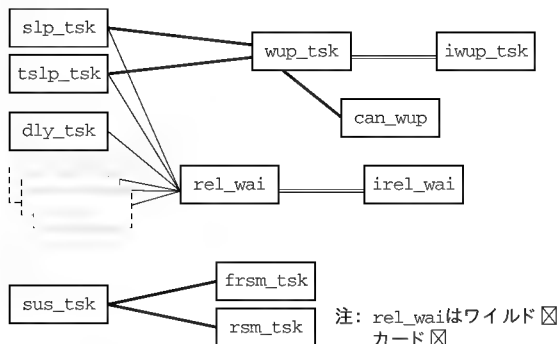 slp_tsk
wup_tsk
iwup_tsk
tslp_tsk
can_wup
dly_tsk
rel_wai
irel_wai
frsm_tsk
sus_tsk
rsm_tsk
注: rel_waiはワイルド
カード